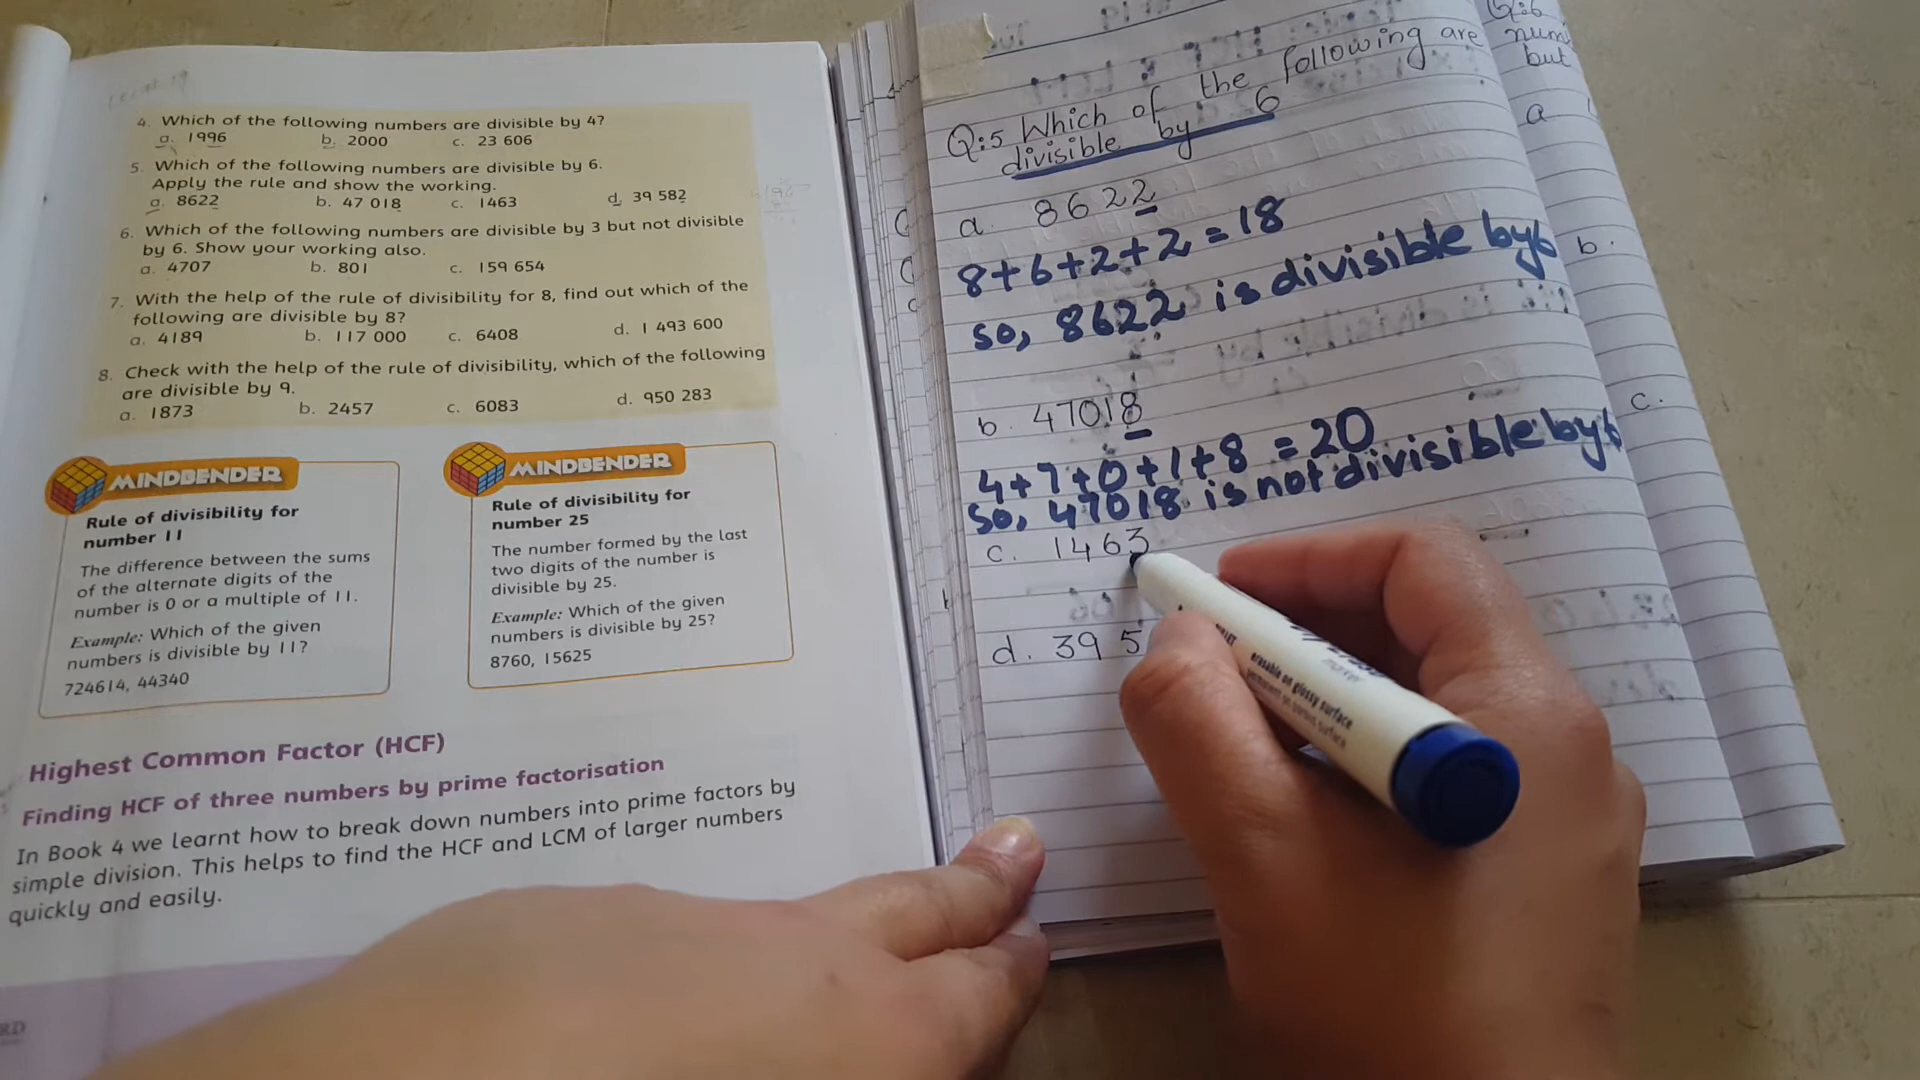 4. Which of the following numbers are divisible by 4?
a. 1996 b. 2000 c. 23 606
5. Which of the following numbers are divisible by 6.
Apply the rule and show the working.
a. 8622 b. 47 018 c. 1463 d. 39 582
6. Which of the following numbers are divisible by 3 but not divisible
by 6. Show your working also.
a. 4707 b. 801 c. 159 654
7. With the help of the rule of divisibility for 8, find out which of the
following are divisible by 8?
a. 4189 b. 117 000 c. 6408 d. 1 493 600
8. Check with the help of the rule of divisibility, which of the following
are divisible by 9.
a. 1873 b. 2457 c. 6083 d. 950 283
MINDBENDER
Rule of divisibility for
number 11
The difference between the sums
of the alternate digits of the
number is 0 or a multiple of 11.
Example: Which of the given
numbers is divisible by 11?
724614, 44340
MINDBENDER
Rule of divisibility for
number 25
The number formed by the last
two digits of the number is
divisible by 25.
Example: Which of the given
numbers is divisible by 25?
8760, 15625
Highest Common Factor (HCF)
Finding HCF of three numbers by prime factorisation
In Book 4 we learnt how to break down numbers into prime factors by
simple division. This helps to find the HCF and LCM of larger numbers
quickly and easily.
Q:5 Which of the following are
divisible by 6
a. 8622
8+6+2+2=18
so, 8622 is divisible by 6
b. 47018
4+7+0+1+8 = 20
So, 47018 is not divisible by 6
c. 1463
d. 39 5
Q:6
num
but
a
b.
c.
erasable on glossy surface
permanent on porous surface